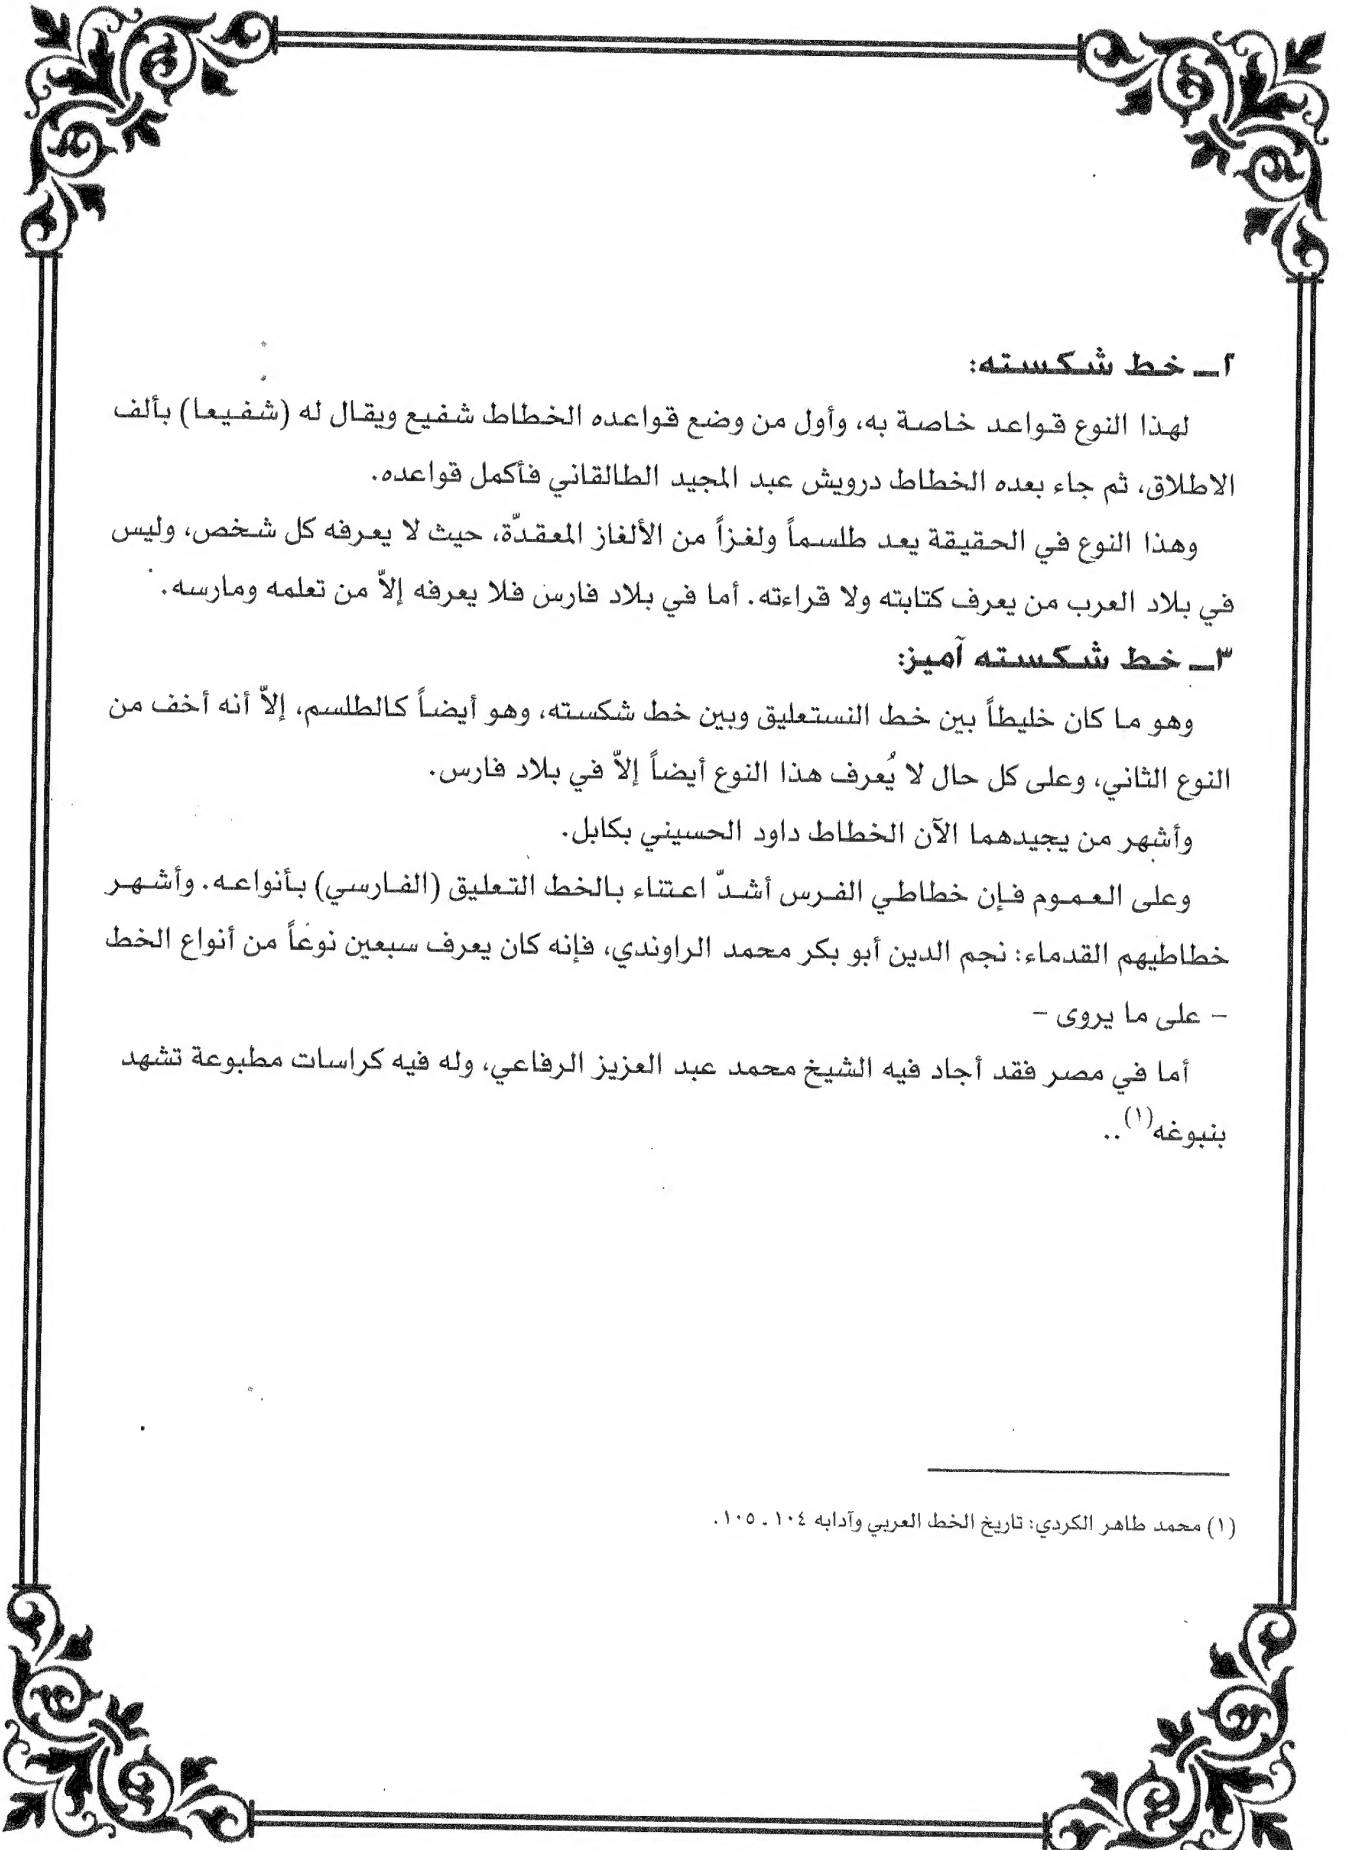 ٢ـ خط شكسته:
لهذا النوع قواعد خاصة به، وأول من وضع قواعده الخطاط شفيع ويقال له (شفيعا) بألف
الاطلاق، ثم جاء بعده الخطاط درويش عبد المجيد الطالقاني فأكمل قواعده.
وهذا النوع في الحقيقة يعد طلسماً ولغزاً من الألغاز المعقدّة، حيث لا يعرفه كل شخص، وليس
في بلاد العرب من يعرف كتابته ولا قراءته. أما في بلاد فارس فلا يعرفه إلاّ من تعلمه ومارسه.
٣ـ خط شكسته آميز:
وهو ما كان خليطاً بين خط النستعليق وبين خط شكسته، وهو أيضاً كالطلسم، إلاّ أنه أخف من
النوع الثاني، وعلى كل حال لا يُعرف هذا النوع أيضاً إلاّ في بلاد فارس.
وأشهر من يجيدهما الآن الخطاط داود الحسيني بكابل.
وعلى العموم فإن خطاطي الفرس أشدّ اعتناء بالخط التعليق (الفارسي) بأنواعه. وأشهر
خطاطيهم القدماء: نجم الدين أبو بكر محمد الراوندي، فإنه كان يعرف سبعين نوعاً من أنواع الخط
- على ما يروى -
أما في مصر فقد أجاد فيه الشيخ محمد عبد العزيز الرفاعي، وله فيه كراسات مطبوعة تشهد
بنبوغه(١)..
(١) محمد طاهر الكردي: تاريخ الخط العربي وآدابه ١٠٤ ـ ١٠٥.